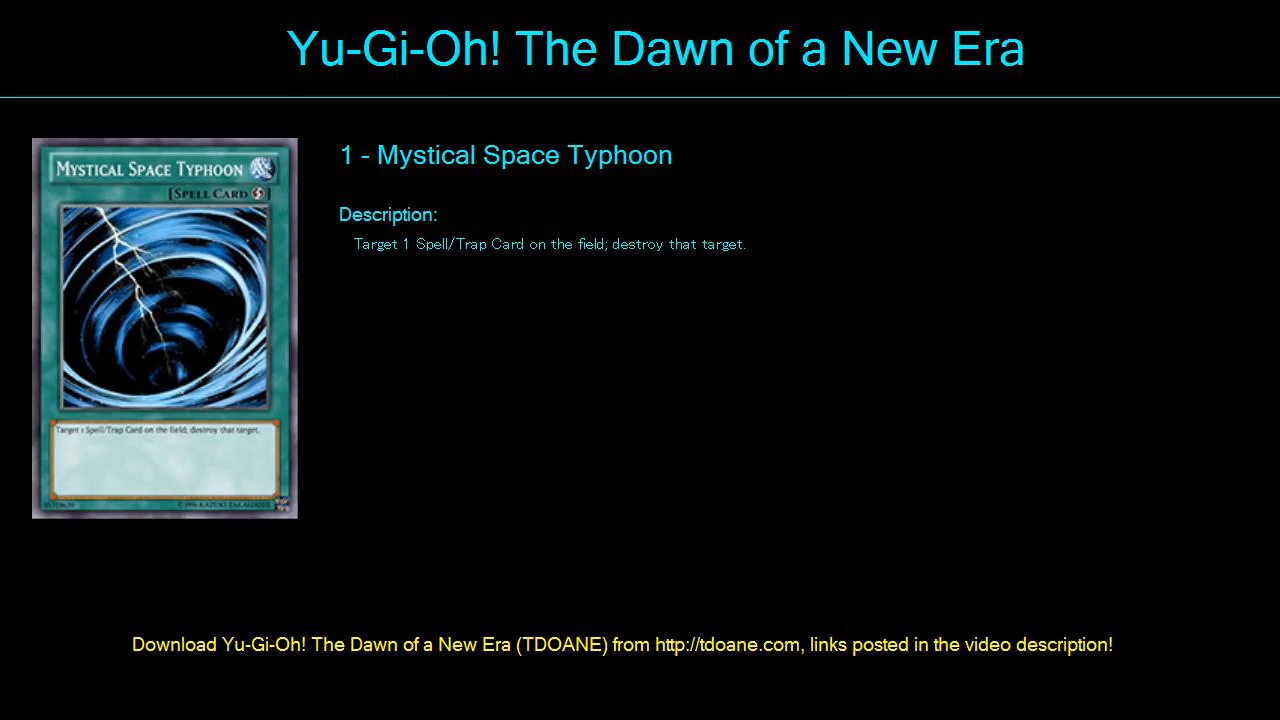 Yu-Gi-Oh! The Dawn of a New Era
MYSTICAL SPACE TYPHOON
[SPELL CARD]
Target 1 Spell/Trap Card on the field; destroy that target.
©1996 KAZUKI TAKAHASHI
1 - Mystical Space Typhoon
Description:
Target 1 Spell/Trap Card on the field; destroy that target.
Download Yu-Gi-Oh! The Dawn of a New Era (TDOANE) from http://tdoane.com, links posted in the video description!